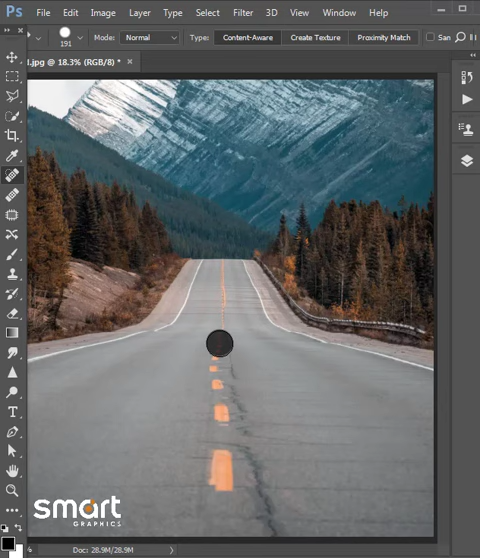 Ps File Edit Image Layer Type Select Filter 3D View Window Help
191 Mode: Normal Type: Content-Aware Create Texture Proximity Match San
l.jpg @ 18.3% (RGB/8) * ×
smart
GRAPHICS
Doc: 28.9M/28.9M